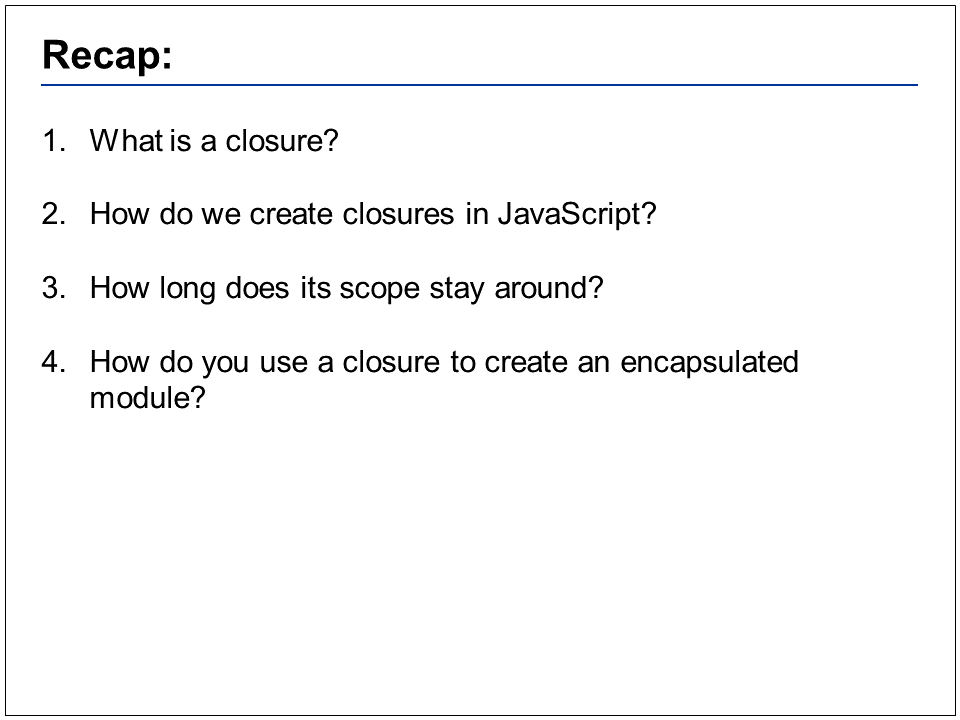 Recap:
1. What is a closure?
2. How do we create closures in JavaScript?
3. How long does its scope stay around?
4. How do you use a closure to create an encapsulated
module?